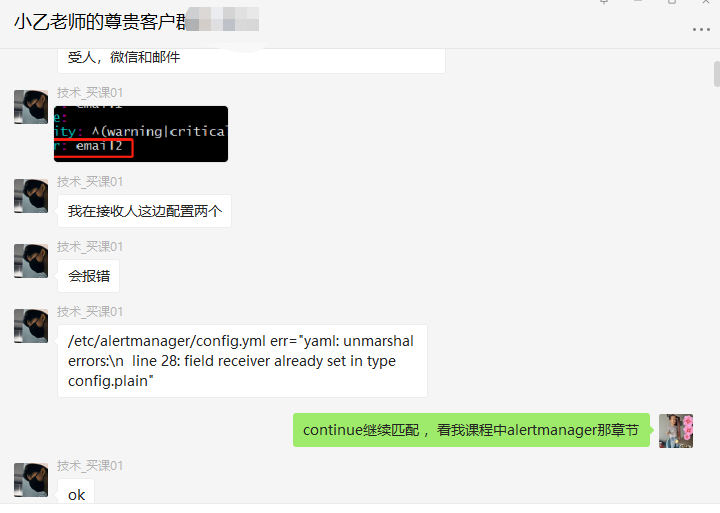 小乙老师的尊贵客户群
受人，微信和邮件
技术_买课01
ity: ^(warning|critical
r: email2
技术_买课01
我在接收人这边配置两个
技术_买课01
会报错
技术_买课01
/etc/alertmanager/config.yml err="yaml: unmarshal
errors:\n  line 28: field receiver already set in type
config.plain"
continue继续匹配 ，看我课程中alertmanager那章节
技术_买课01
ok